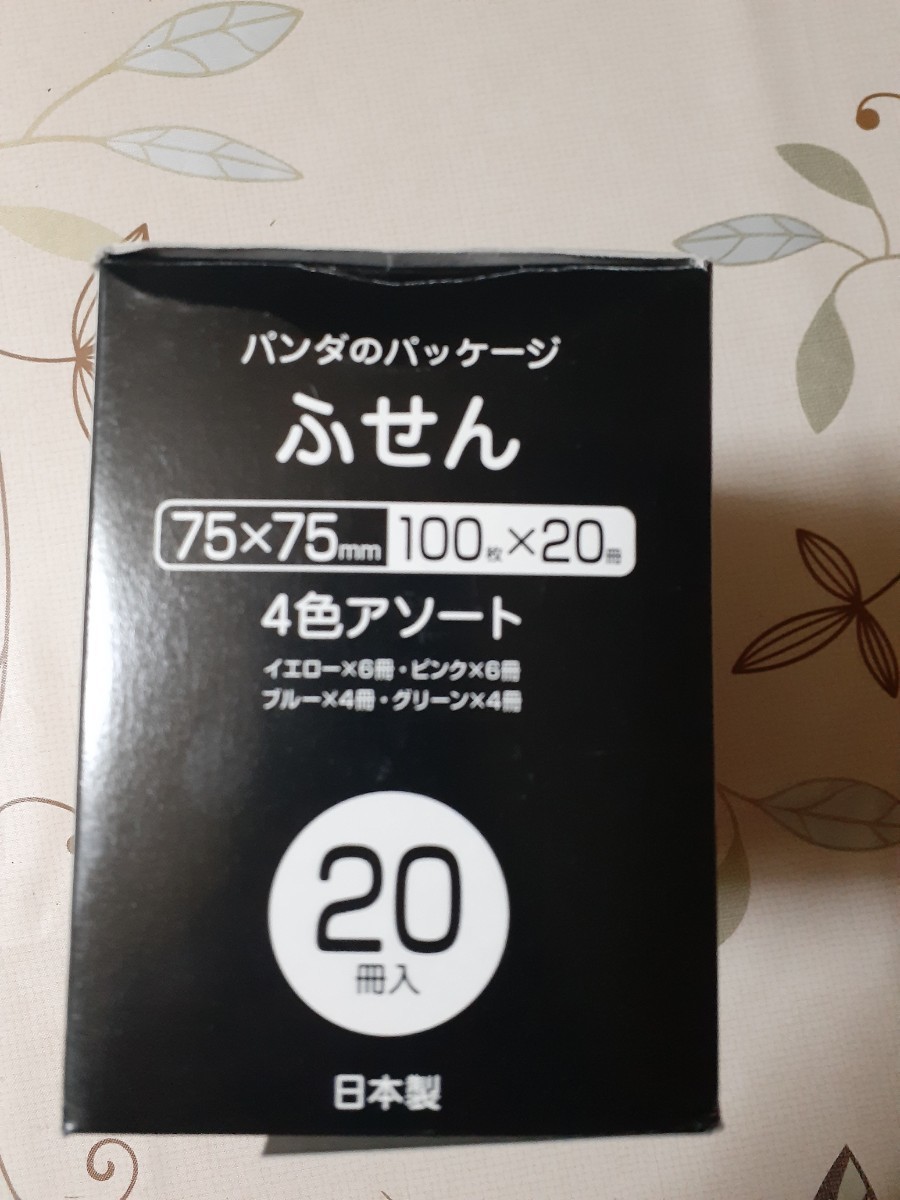 パンダのパッケージ
ふせん
75×75mm 100枚×20冊
4色アソート
イエロー×6冊・ピンク×6冊
ブルー×4冊・グリーン×4冊
20
冊入
日本製